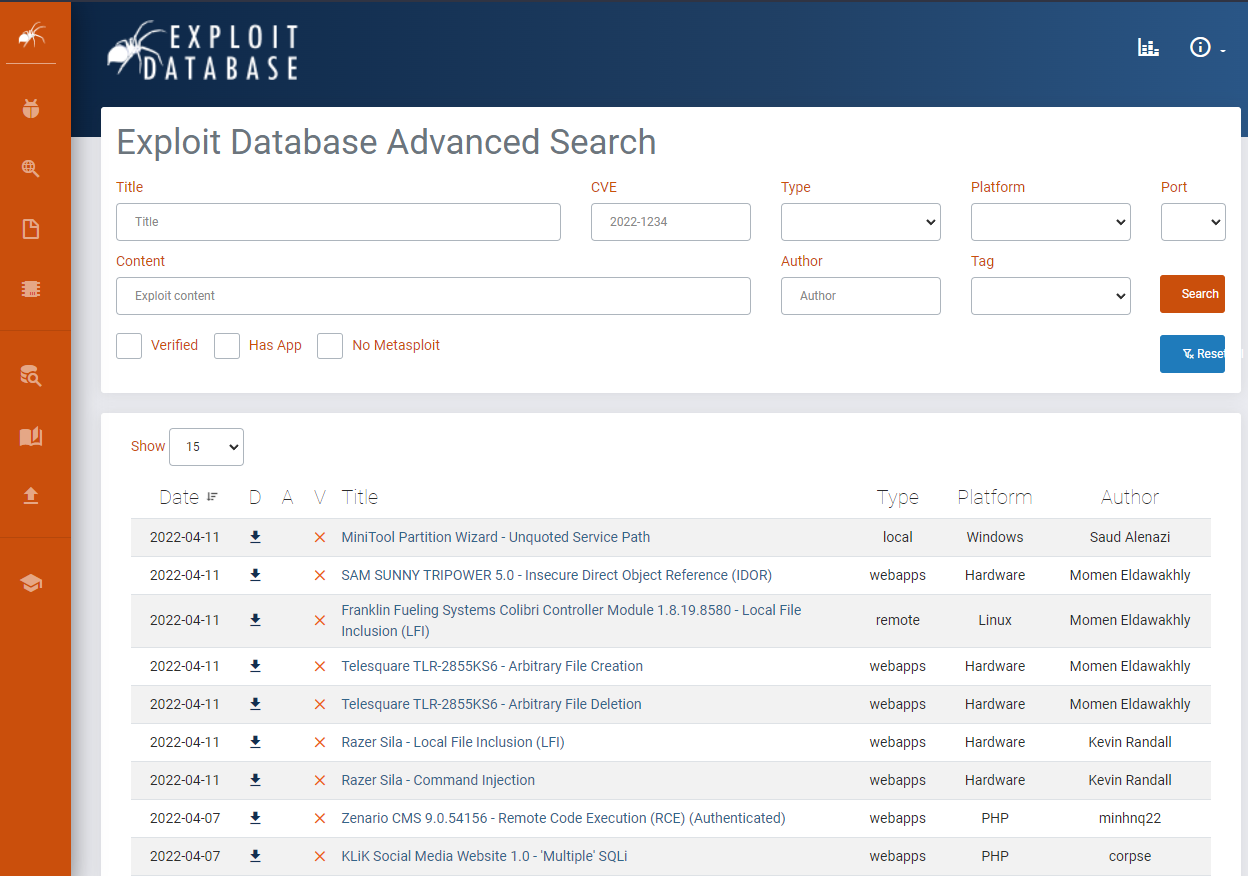 EXPLOIT
DATABASE
Exploit Database Advanced Search
Title CVE Type Platform Port
Title 2022-1234
Content Author Tag
Exploit content Author Search
Verified Has App No Metasploit Reset
Show 15
Date D A V Title Type Platform Author
2022-04-11 MiniTool Partition Wizard - Unquoted Service Path local Windows Saud Alenazi
2022-04-11 SAM SUNNY TRIPOWER 5.0 - Insecure Direct Object Reference (IDOR) webapps Hardware Momen Eldawakhly
2022-04-11 Franklin Fueling Systems Colibri Controller Module 1.8.19.8580 - Local File remote Linux Momen Eldawakhly
Inclusion (LFI)
2022-04-11 Telesquare TLR-2855KS6 - Arbitrary File Creation webapps Hardware Momen Eldawakhly
2022-04-11 Telesquare TLR-2855KS6 - Arbitrary File Deletion webapps Hardware Momen Eldawakhly
2022-04-11 Razer Sila - Local File Inclusion (LFI) webapps Hardware Kevin Randall
2022-04-11 Razer Sila - Command Injection webapps Hardware Kevin Randall
2022-04-07 Zenario CMS 9.0.54156 - Remote Code Execution (RCE) (Authenticated) webapps PHP minhnq22
2022-04-07 KLiK Social Media Website 1.0 - 'Multiple' SQLi webapps PHP corpse